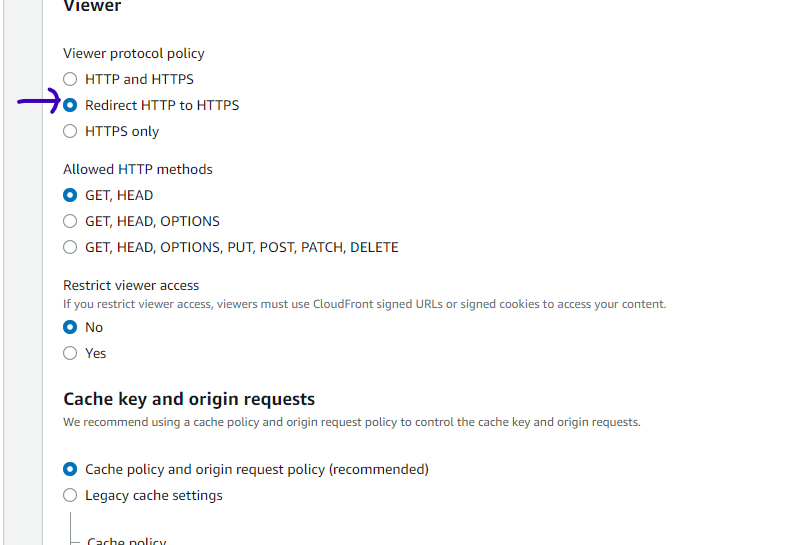 Viewer
Viewer protocol policy
HTTP and HTTPS
Redirect HTTP to HTTPS
HTTPS only
Allowed HTTP methods
GET, HEAD
GET, HEAD, OPTIONS
GET, HEAD, OPTIONS, PUT, POST, PATCH, DELETE
Restrict viewer access
If you restrict viewer access, viewers must use CloudFront signed URLs or signed cookies to access your content.
No
Yes
Cache key and origin requests
We recommend using a cache policy and origin request policy to control the cache key and origin requests.
Cache policy and origin request policy (recommended)
Legacy cache settings
Cache policy